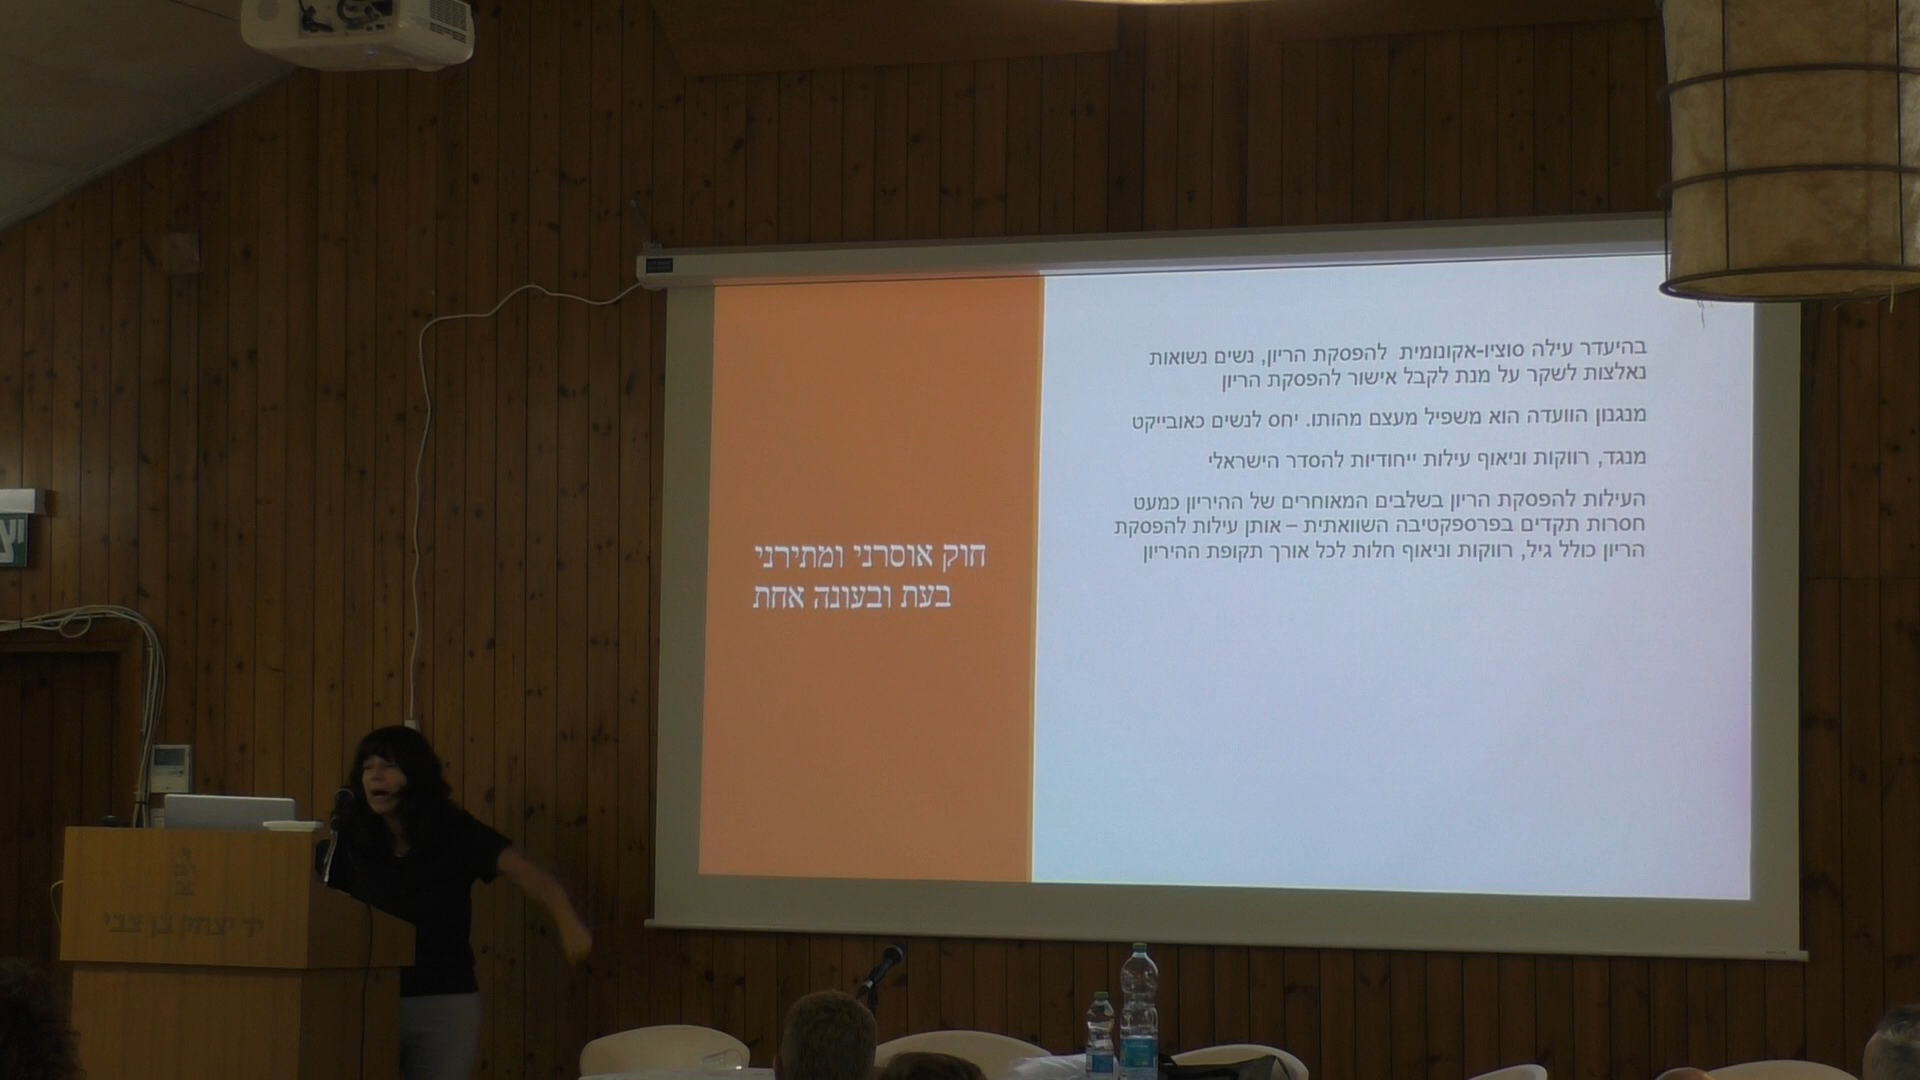 בהיעדר עילה סוציו-אקונומית להפסקת הריון, נשים נשואות
נאלצות לשקר על מנת לקבל אישור להפסקת הריון
מנגנון הוועדה הוא משפיל מעצם מהותו. יחס לנשים כאובייקט
מנגד, רווקות וניאוף עילות ייחודיות להסדר הישראלי
העילות להפסקת הריון בשלבים המאוחרים של ההיריון כמעט
חסרות תקדים בפרספקטיבה השוואתית – אותן עילות להפסקת
הריון כולל גיל, רווקות וניאוף חלות לכל אורך תקופת ההיריון
חוק אוסרני ומתירני
בעת ובעונה אחת
יד יצחק בן צבי